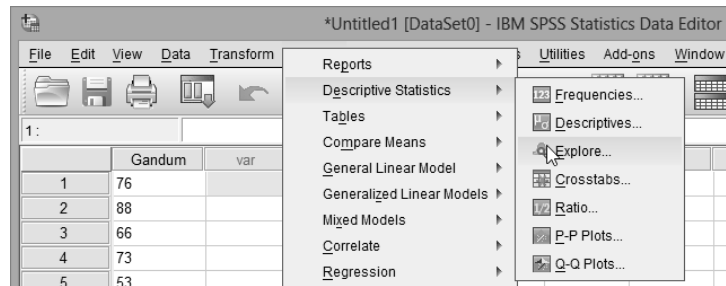 *Untitled1 [DataSet0] - IBM SPSS Statistics Data Editor
File Edit View Data Transform Utilities Add-ons Window
Reports
Descriptive Statistics
Tables
Compare Means
General Linear Model
Generalized Linear Models
Mixed Models
Correlate
Regression
Frequencies...
Descriptives...
Explore...
Crosstabs...
Ratio...
P-P Plots...
Q-Q Plots...
1 :
Gandum var
1 76
2 88
3 66
4 73
5 53